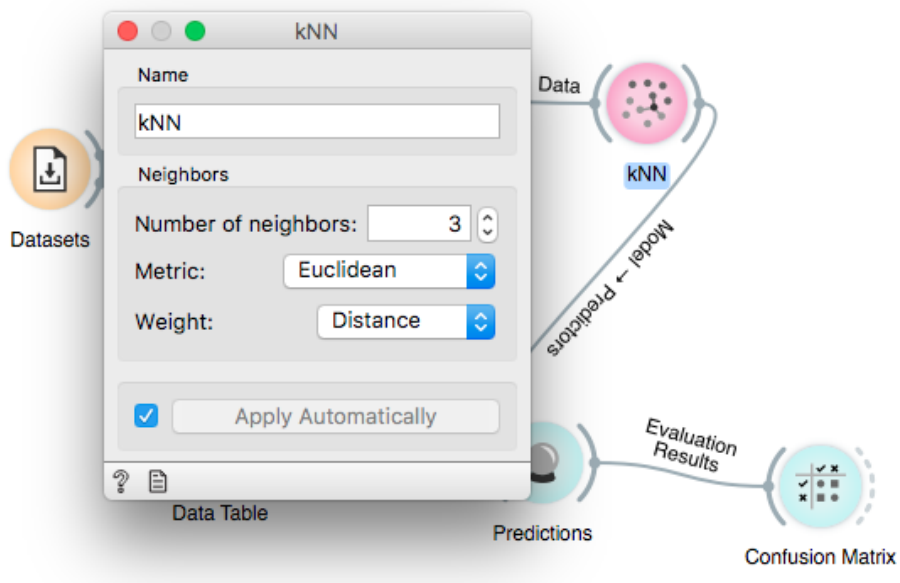 kNN
Name
kNN
Neighbors
Number of neighbors: 3
Metric: Euclidean
Weight: Distance
Apply Automatically
?
Datasets
Data
kNN
Model → Predictors
Data Table
Predictions
Evaluation
Results
Confusion Matrix